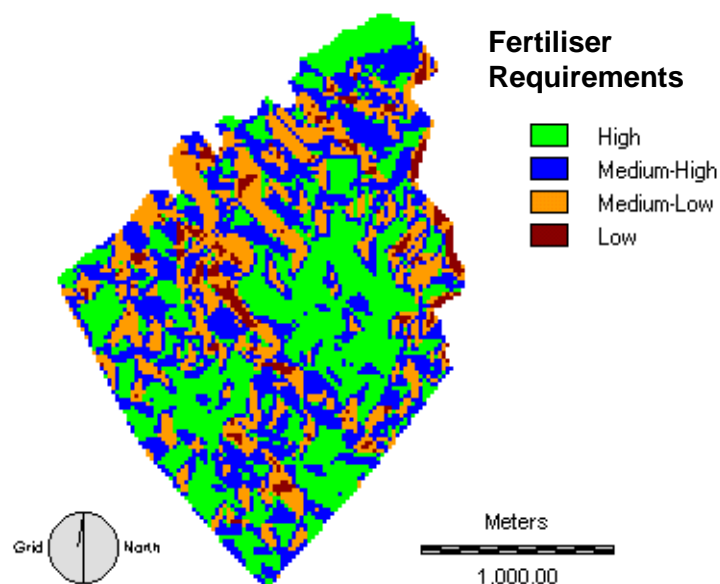 Fertiliser
Requirements
High
Medium-High
Medium-Low
Low
Grid North
Meters
1,000.00